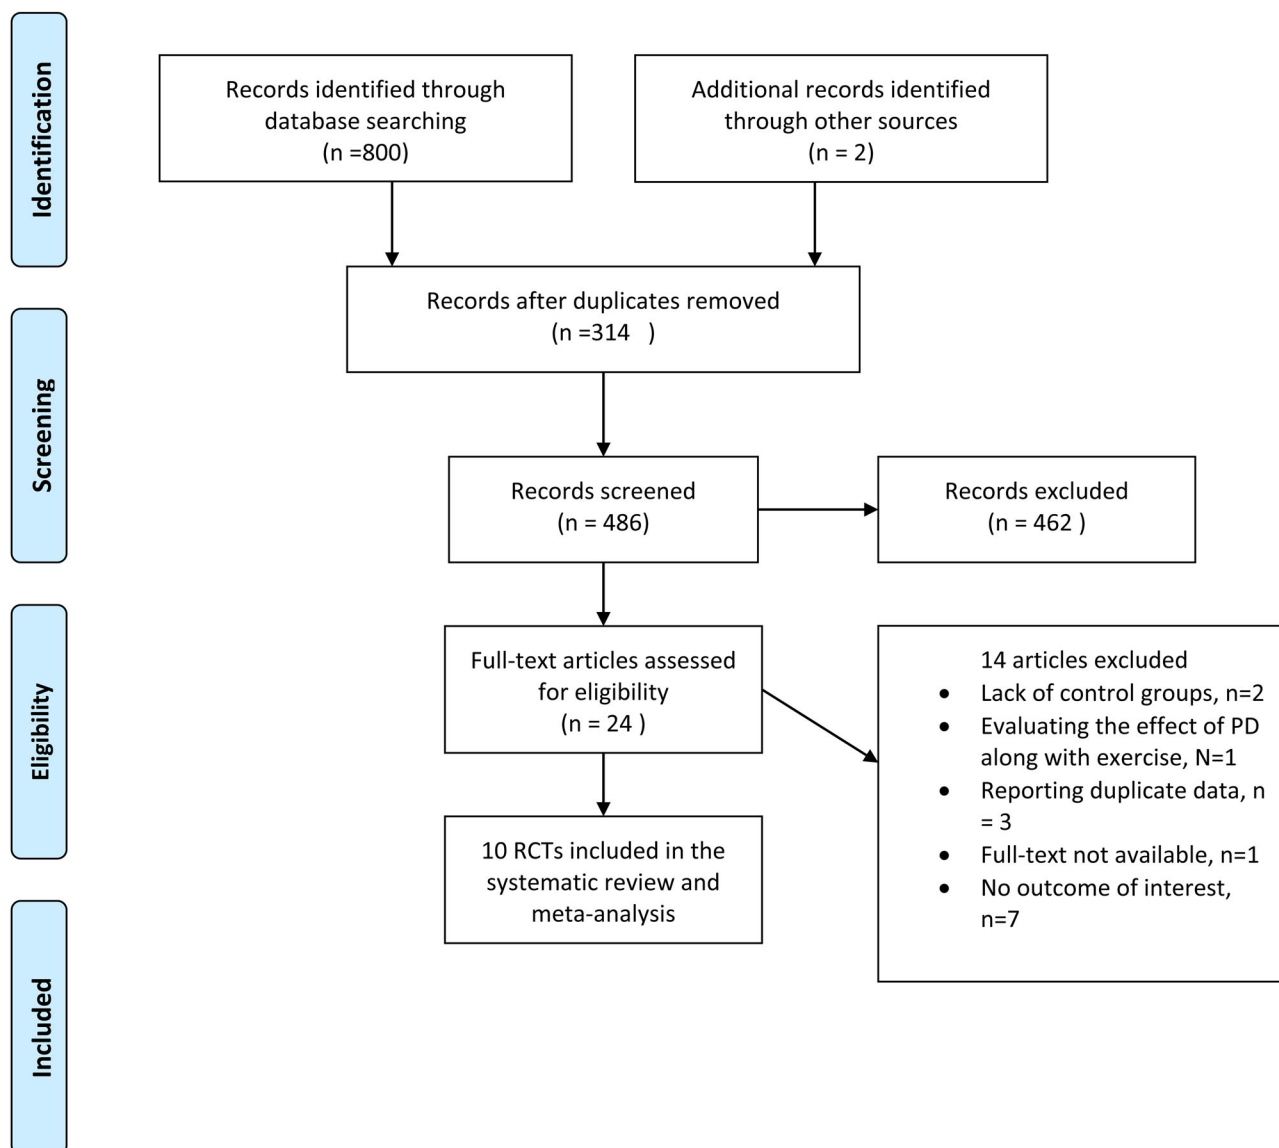 Identification
Records identified through
database searching
(n =800)
Additional records identified
through other sources
(n = 2)
Records after duplicates removed
(n =314   )
Screening
Records screened
(n = 486)
Records excluded
(n = 462 )
Eligibility
Full-text articles assessed
for eligibility
(n = 24 )
14 articles excluded
• Lack of control groups, n=2
• Evaluating the effect of PD
along with exercise, N=1
• Reporting duplicate data, n
= 3
• Full-text not available, n=1
• No outcome of interest,
n=7
10 RCTs included in the
systematic review and
meta-analysis
Included